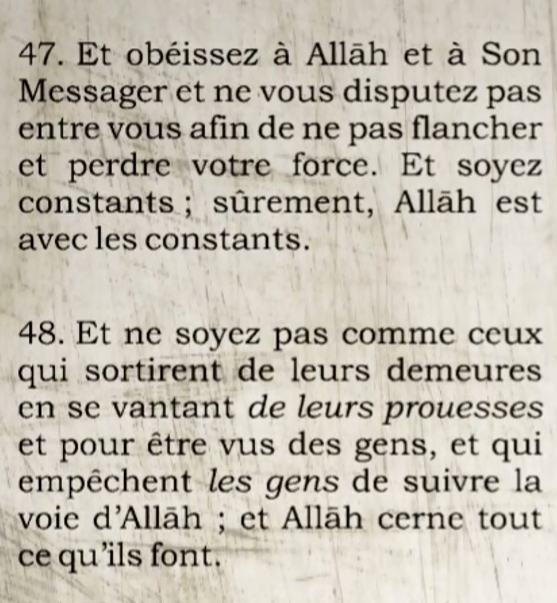 47. Et obéissez à Allāh et à Son
Messager et ne vous disputez pas
entre vous afin de ne pas flancher
et perdre votre force. Et soyez
constants ; sûrement, Allāh est
avec les constants.
48. Et ne soyez pas comme ceux
qui sortirent de leurs demeures
en se vantant de leurs prouesses
et pour être vus des gens, et qui
empêchent les gens de suivre la
voie d’Allāh ; et Allāh cerne tout
ce qu’ils font.